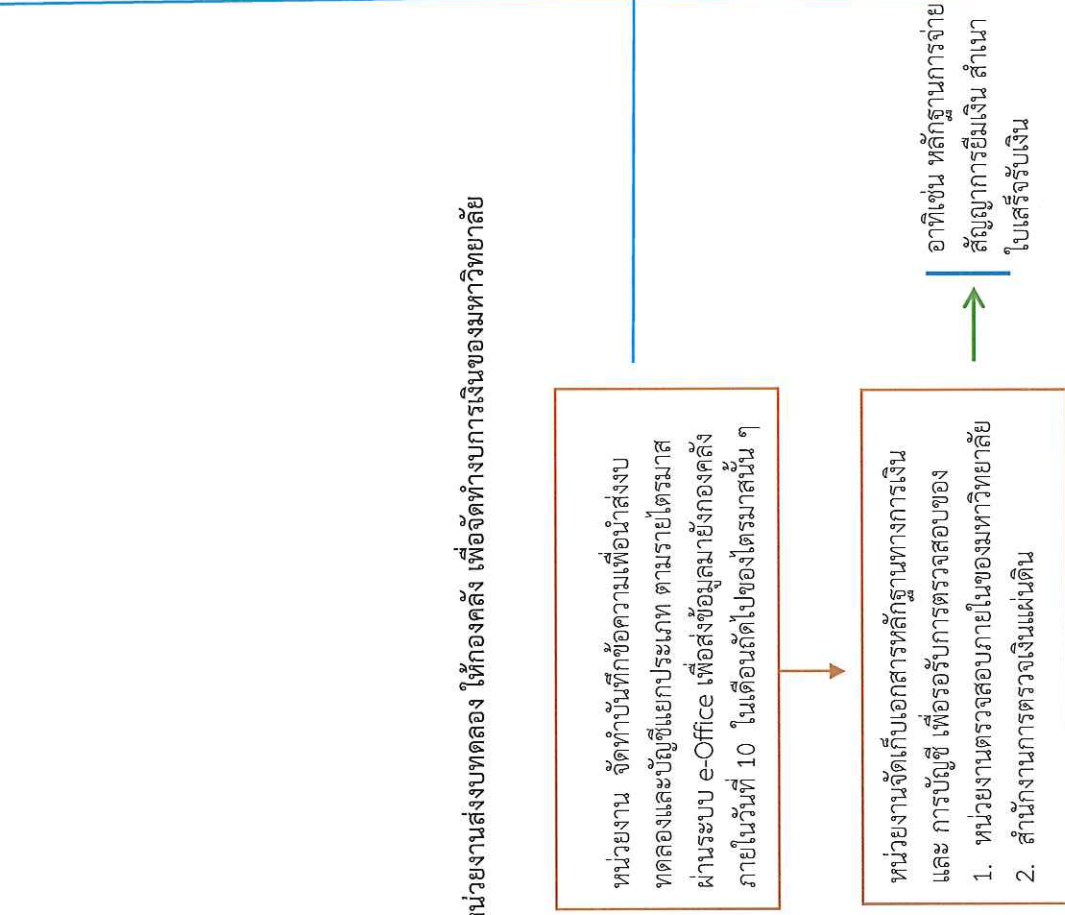 หน่วยงานส่งงบทดลอง ให้กองคลัง เพื่อจัดทำงบการเงินของมหาวิทยาลัย
หน่วยงาน จัดทำบันทึกข้อความเพื่อนำส่งงบ
ทดลองและบัญชีแยกประเภท ตามรายไตรมาส
ผ่านระบบ e-Office เพื่อส่งข้อมูลมายังกองคลัง
ภายในวันที่ 10 ในเดือนถัดไปของไตรมาสนั้น ๆ
หน่วยงานจัดเก็บเอกสารหลักฐานทางการเงิน
และ การบัญชี เพื่อรอรับการตรวจสอบของ
1. หน่วยงานตรวจสอบภายในของมหาวิทยาลัย
2. สำนักงานการตรวจเงินแผ่นดิน
อาทิเช่น หลักฐานการจ่าย
สัญญาการยืมเงิน สำเนา
ใบเสร็จรับเงิน